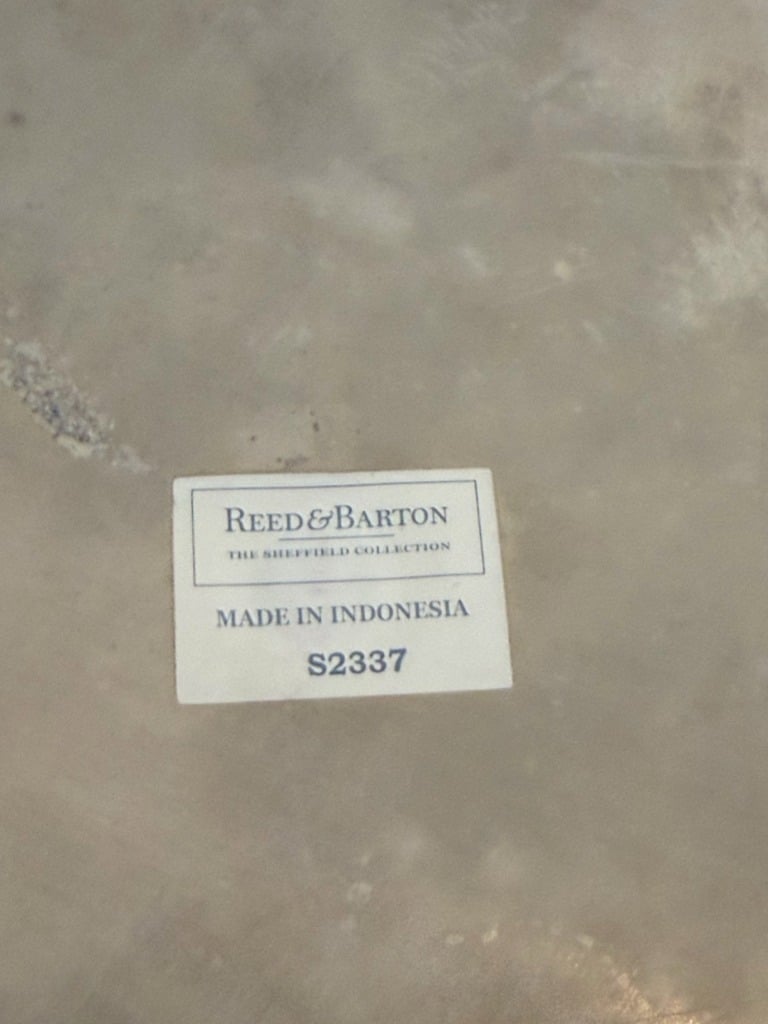 REED & BARTON
THE SHEFFIELD COLLECTION
MADE IN INDONESIA
S2337